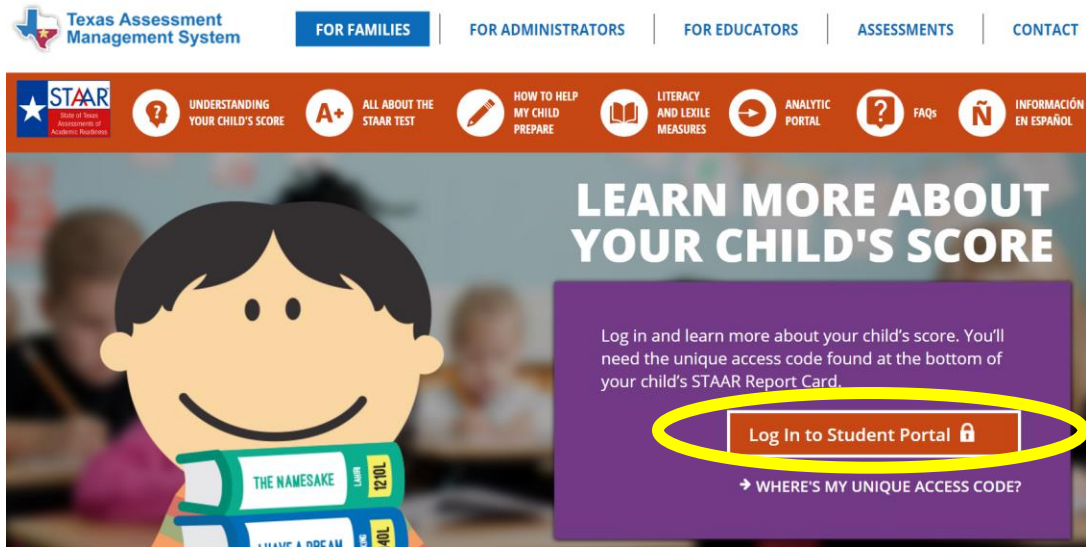 Texas Assessment
Management System
FOR FAMILIES
FOR ADMINISTRATORS
FOR EDUCATORS
ASSESSMENTS
CONTACT
STAAR
State of Texas
Assessments of
Academic Readiness
UNDERSTANDING
YOUR CHILD'S SCORE
A+
ALL ABOUT THE
STAAR TEST
HOW TO HELP
MY CHILD
PREPARE
LITERACY
AND LEXILE
MEASURES
ANALYTIC
PORTAL
?
FAQs
Ñ
INFORMACIÓN
EN ESPAÑOL
LEARN MORE ABOUT
YOUR CHILD'S SCORE
Log in and learn more about your child's score. You'll
need the unique access code found at the bottom of
your child's STAAR Report Card.
Log In to Student Portal
WHERE'S MY UNIQUE ACCESS CODE?
THE NAMESAKE
LAHIRI
1210L
I HAVE A DREAM